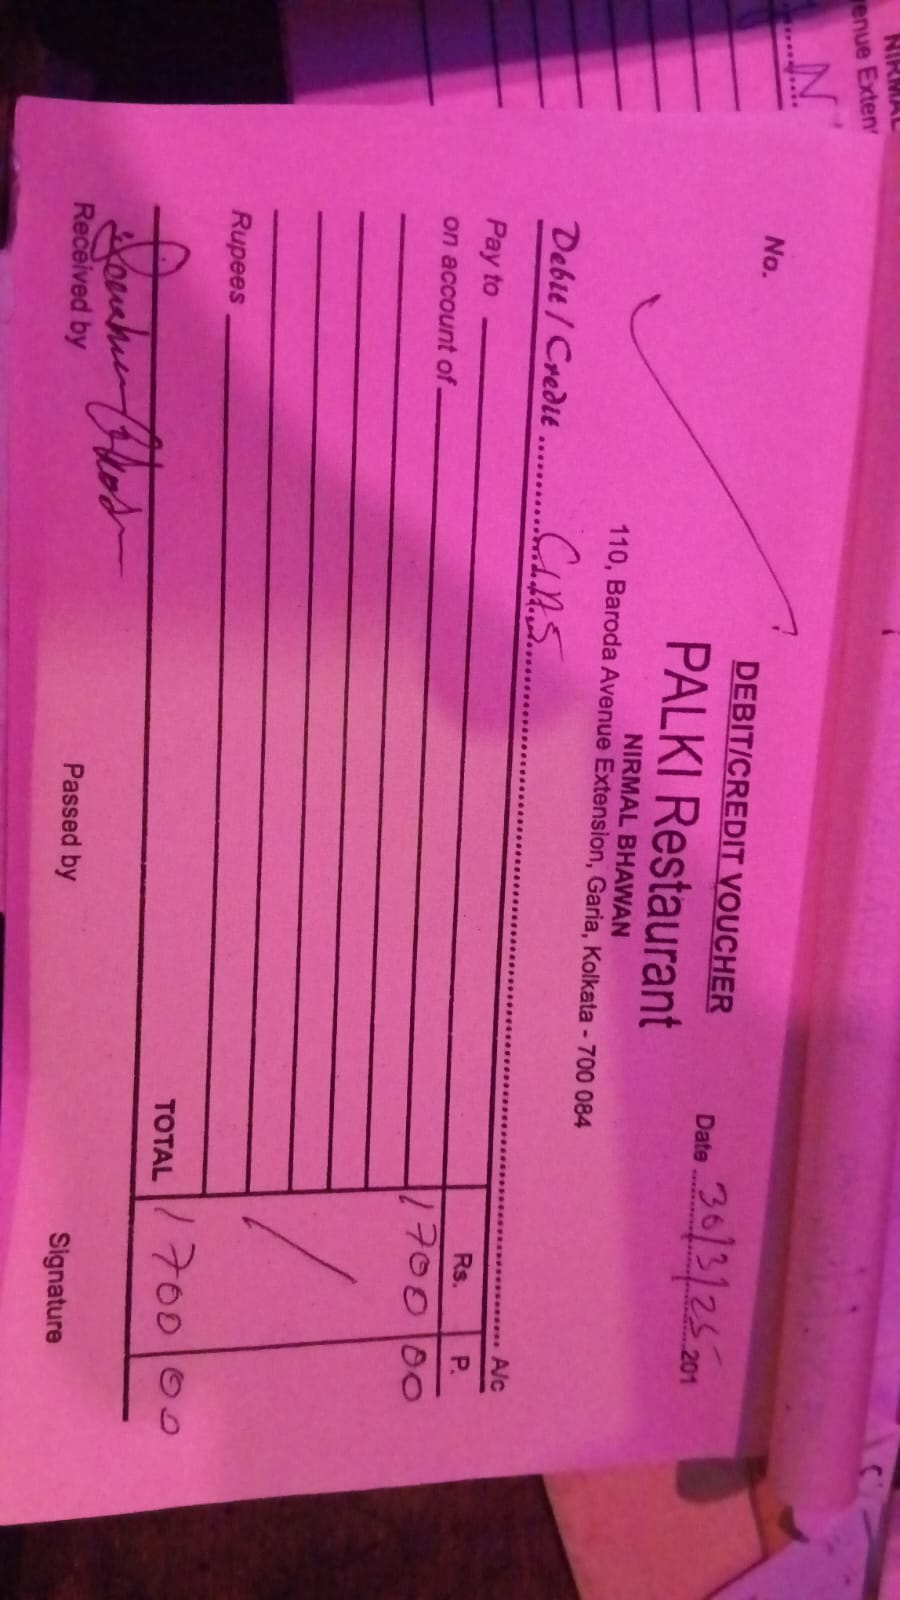 DEBIT/CREDIT VOUCHER
No.
PALKI Restaurant
Date 30/3/25 201
NIRMAL BHAWAN
110, Baroda Avenue Extension, Garia, Kolkata - 700 084
Debit / Credit A/c
Pay to Rs. P.
on account of 1700 00
Rupees
TOTAL 1700 00
Received by Passed by Signature
NIRMAL
enue Exten
N